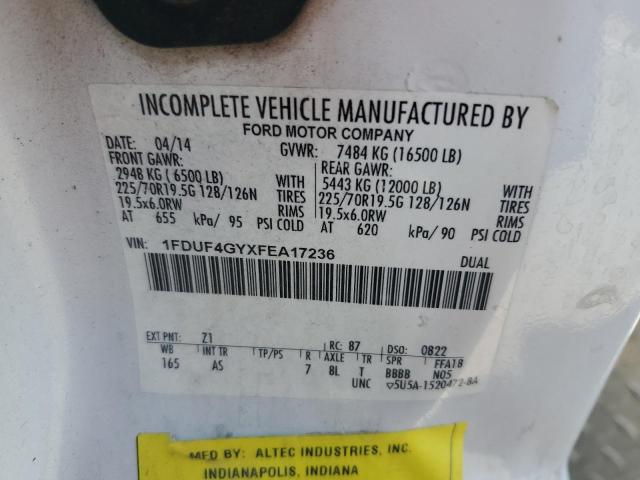 INCOMPLETE VEHICLE MANUFACTURED BY
FORD MOTOR COMPANY
DATE: 04/14 GVWR: 7484 KG (16500 LB)
FRONT GAWR: REAR GAWR:
2948 KG ( 6500 LB) WITH 5443 KG (12000 LB) WITH
225/70R19.5G 128/126N TIRES 225/70R19.5G 128/126N TIRES
19.5x6.0RW RIMS 19.5x6.0RW RIMS
AT 655 kPa/ 95 PSI COLD AT 620 kPa/ 90 PSI COLD
VIN: 1FDUF4GYXFEA17236 DUAL
EXT PNT: Z1 RC: 87 DSO: 0822
WB INT TR TP/PS R AXLE TR SPR FFA18
165 AS 7 8L T BBBB N05
UNC ▽5U5A-1520472-8A
MFD BY: ALTEC INDUSTRIES, INC.
INDIANAPOLIS, INDIANA